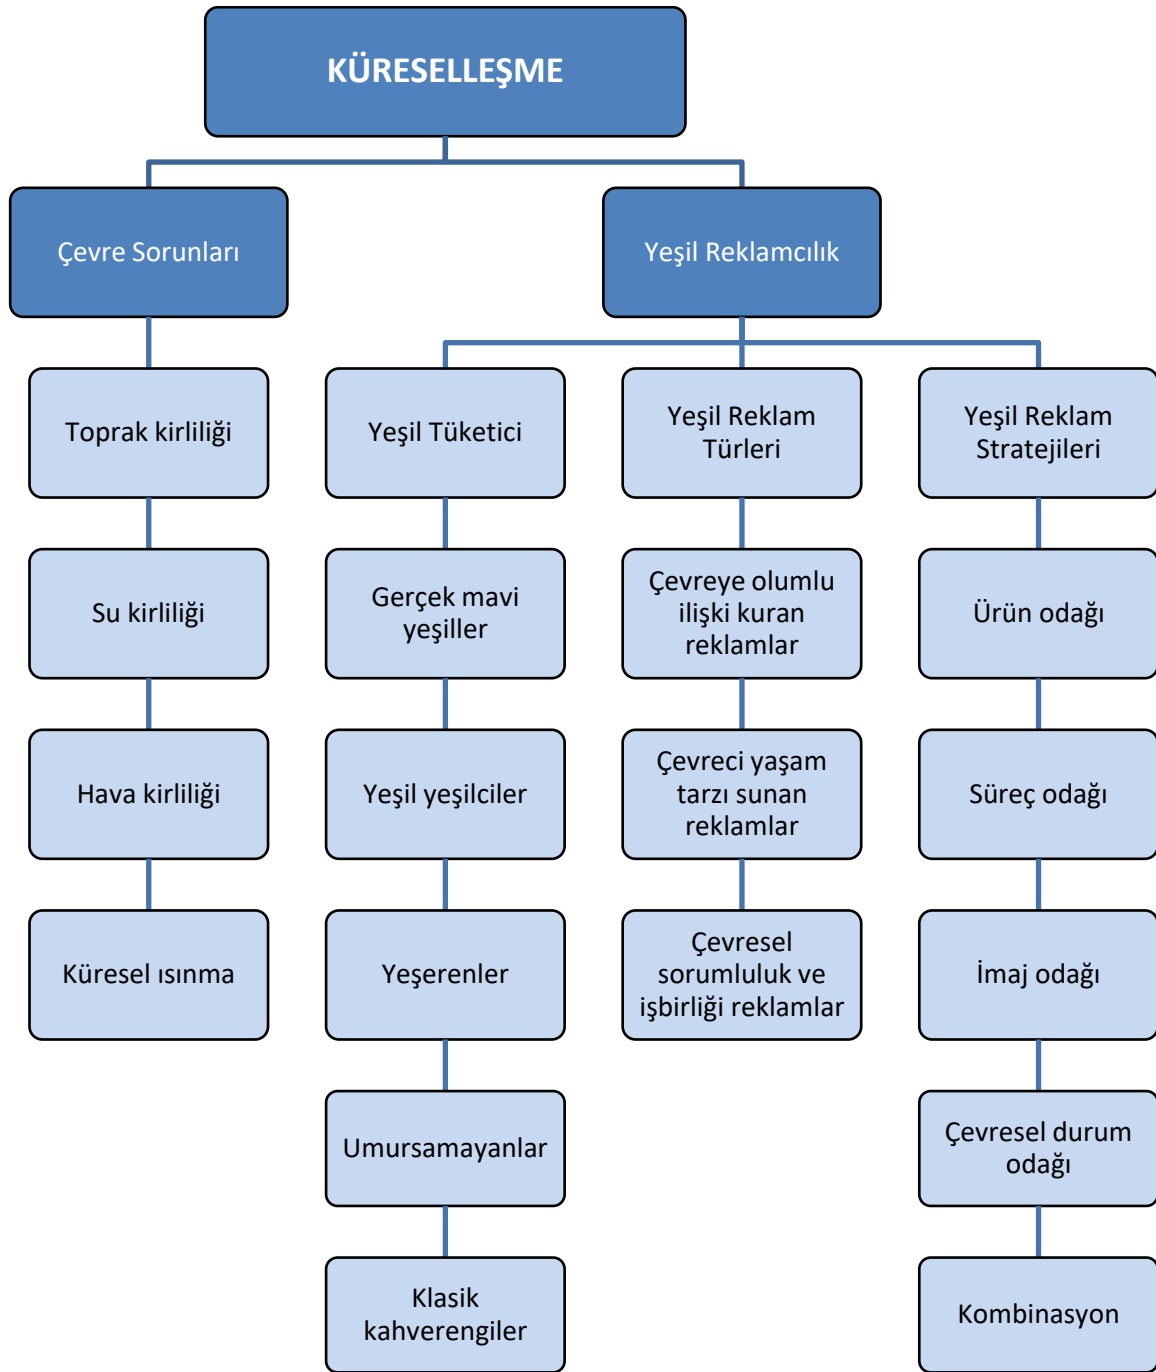 KÜRESELLEŞME
Çevre Sorunları
Yeşil Reklamcılık
Toprak kirliliği
Yeşil Tüketici
Yeşil Reklam
Türleri
Yeşil Reklam
Stratejileri
Su kirliliği
Gerçek mavi
yeşiller
Çevreye olumlu
ilişki kuran
reklamlar
Ürün odağı
Hava kirliliği
Yeşil yeşilciler
Çevreci yaşam
tarzı sunan
reklamlar
Süreç odağı
Küresel ısınma
Yeşerenler
Çevresel
sorumluluk ve
işbirliği reklamlar
İmaj odağı
Umursamayanlar
Çevresel durum
odağı
Klasik
kahverengiler
Kombinasyon